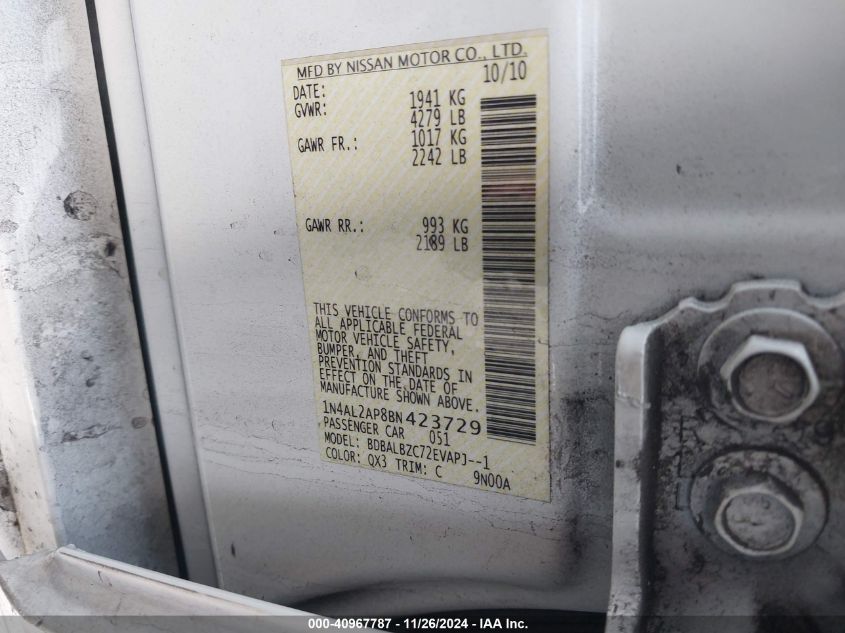 MFD BY NISSAN MOTOR CO., LTD.
DATE: 10/10
GVWR: 1941 KG
4279 LB
GAWR FR.: 1017 KG
2242 LB
GAWR RR.: 993 KG
2189 LB
THIS VEHICLE CONFORMS TO
ALL APPLICABLE FEDERAL
MOTOR VEHICLE SAFETY,
BUMPER, AND THEFT
PREVENTION STANDARDS IN
EFFECT ON THE DATE OF
MANUFACTURE SHOWN ABOVE.
1N4AL2AP8BN423729
PASSENGER CAR 051
MODEL: BDBALBZC72EVAPJ--1
COLOR: QX3 TRIM: C 9N00A
000-40967787 - 11/26/2024 - IAA Inc.